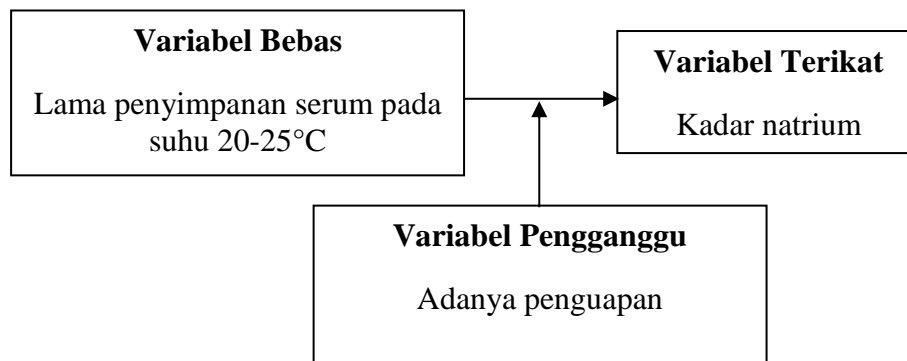 Variabel Bebas
Lama penyimpanan serum pada
suhu 20-25°C
Variabel Terikat
Kadar natrium
Variabel Pengganggu
Adanya penguapan